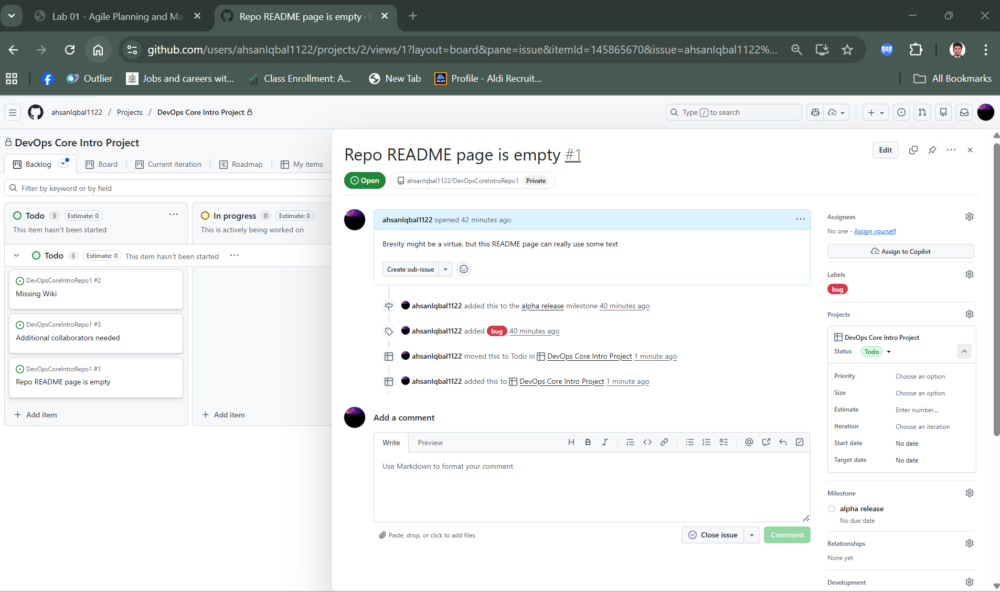 Lab 01 - Agile Planning and Ma
Repo README page is empty ·
github.com/users/ahsanIqbal1122/projects/2/views/1?layout=board&pane=issue&itemId=145865670&issue=ahsanIqbal1122%...
Outlier
Jobs and careers wit...
Class Enrollment: A...
New Tab
ALDI
Profile - Aldi Recruit...
All Bookmarks
ahsanIqbal1122 / Projects / DevOps Core Intro Project
Type / to search
DevOps Core Intro Project
Backlog
Board
Current iteration
Roadmap
My items
Filter by keyword or by field
Todo 3 Estimate: 0
This item hasn't been started
In progress 0 Estimate: 0
This is actively being worked on
Todo 3 Estimate: 0 This item hasn't been started
DevOpsCoreIntroRepo1 #2
Missing Wiki
DevOpsCoreIntroRepo1 #3
Additional collaborators needed
DevOpsCoreIntroRepo1 #1
Repo README page is empty
+ Add item
+ Add item
Repo README page is empty #1
Edit
Open
ahsanIqbal1122/DevOpsCoreIntroRepo1 Private
ahsanIqbal1122 opened 42 minutes ago
Brevity might be a virtue, but this README page can really use some text
Create sub-issue
ahsanIqbal1122 added this to the alpha release milestone 40 minutes ago
ahsanIqbal1122 added bug 40 minutes ago
ahsanIqbal1122 moved this to Todo in DevOps Core Intro Project 1 minute ago
ahsanIqbal1122 added this to DevOps Core Intro Project 1 minute ago
Add a comment
Write
Preview
H B I
Use Markdown to format your comment
Paste, drop, or click to add files
Close issue
Comment
Assignees
No one - Assign yourself
Assign to Copilot
Labels
bug
Projects
DevOps Core Intro Project
Status Todo
Priority Choose an option
Size Choose an option
Estimate Enter number...
Iteration Choose an iteration
Start date No date
Target date No date
Milestone
alpha release
No due date
Relationships
None yet
Development